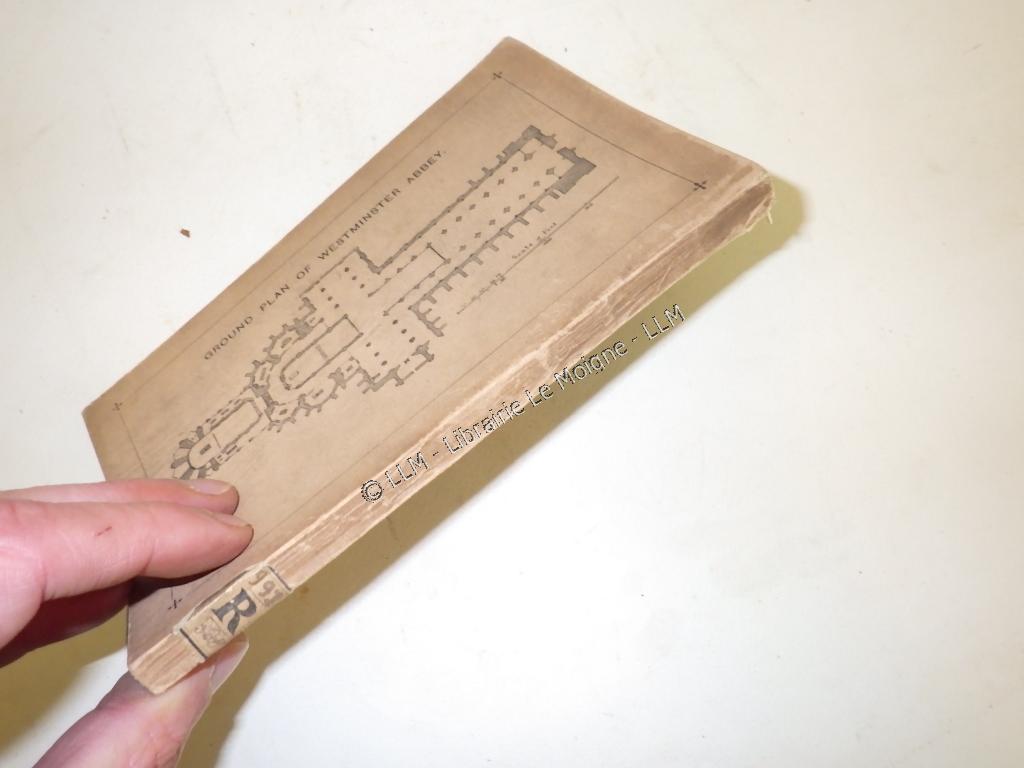 GROUND PLAN OF WESTMINSTER ABBEY.
Scale of Feet
© LLM - Librairie Le Moigne - LLM
R